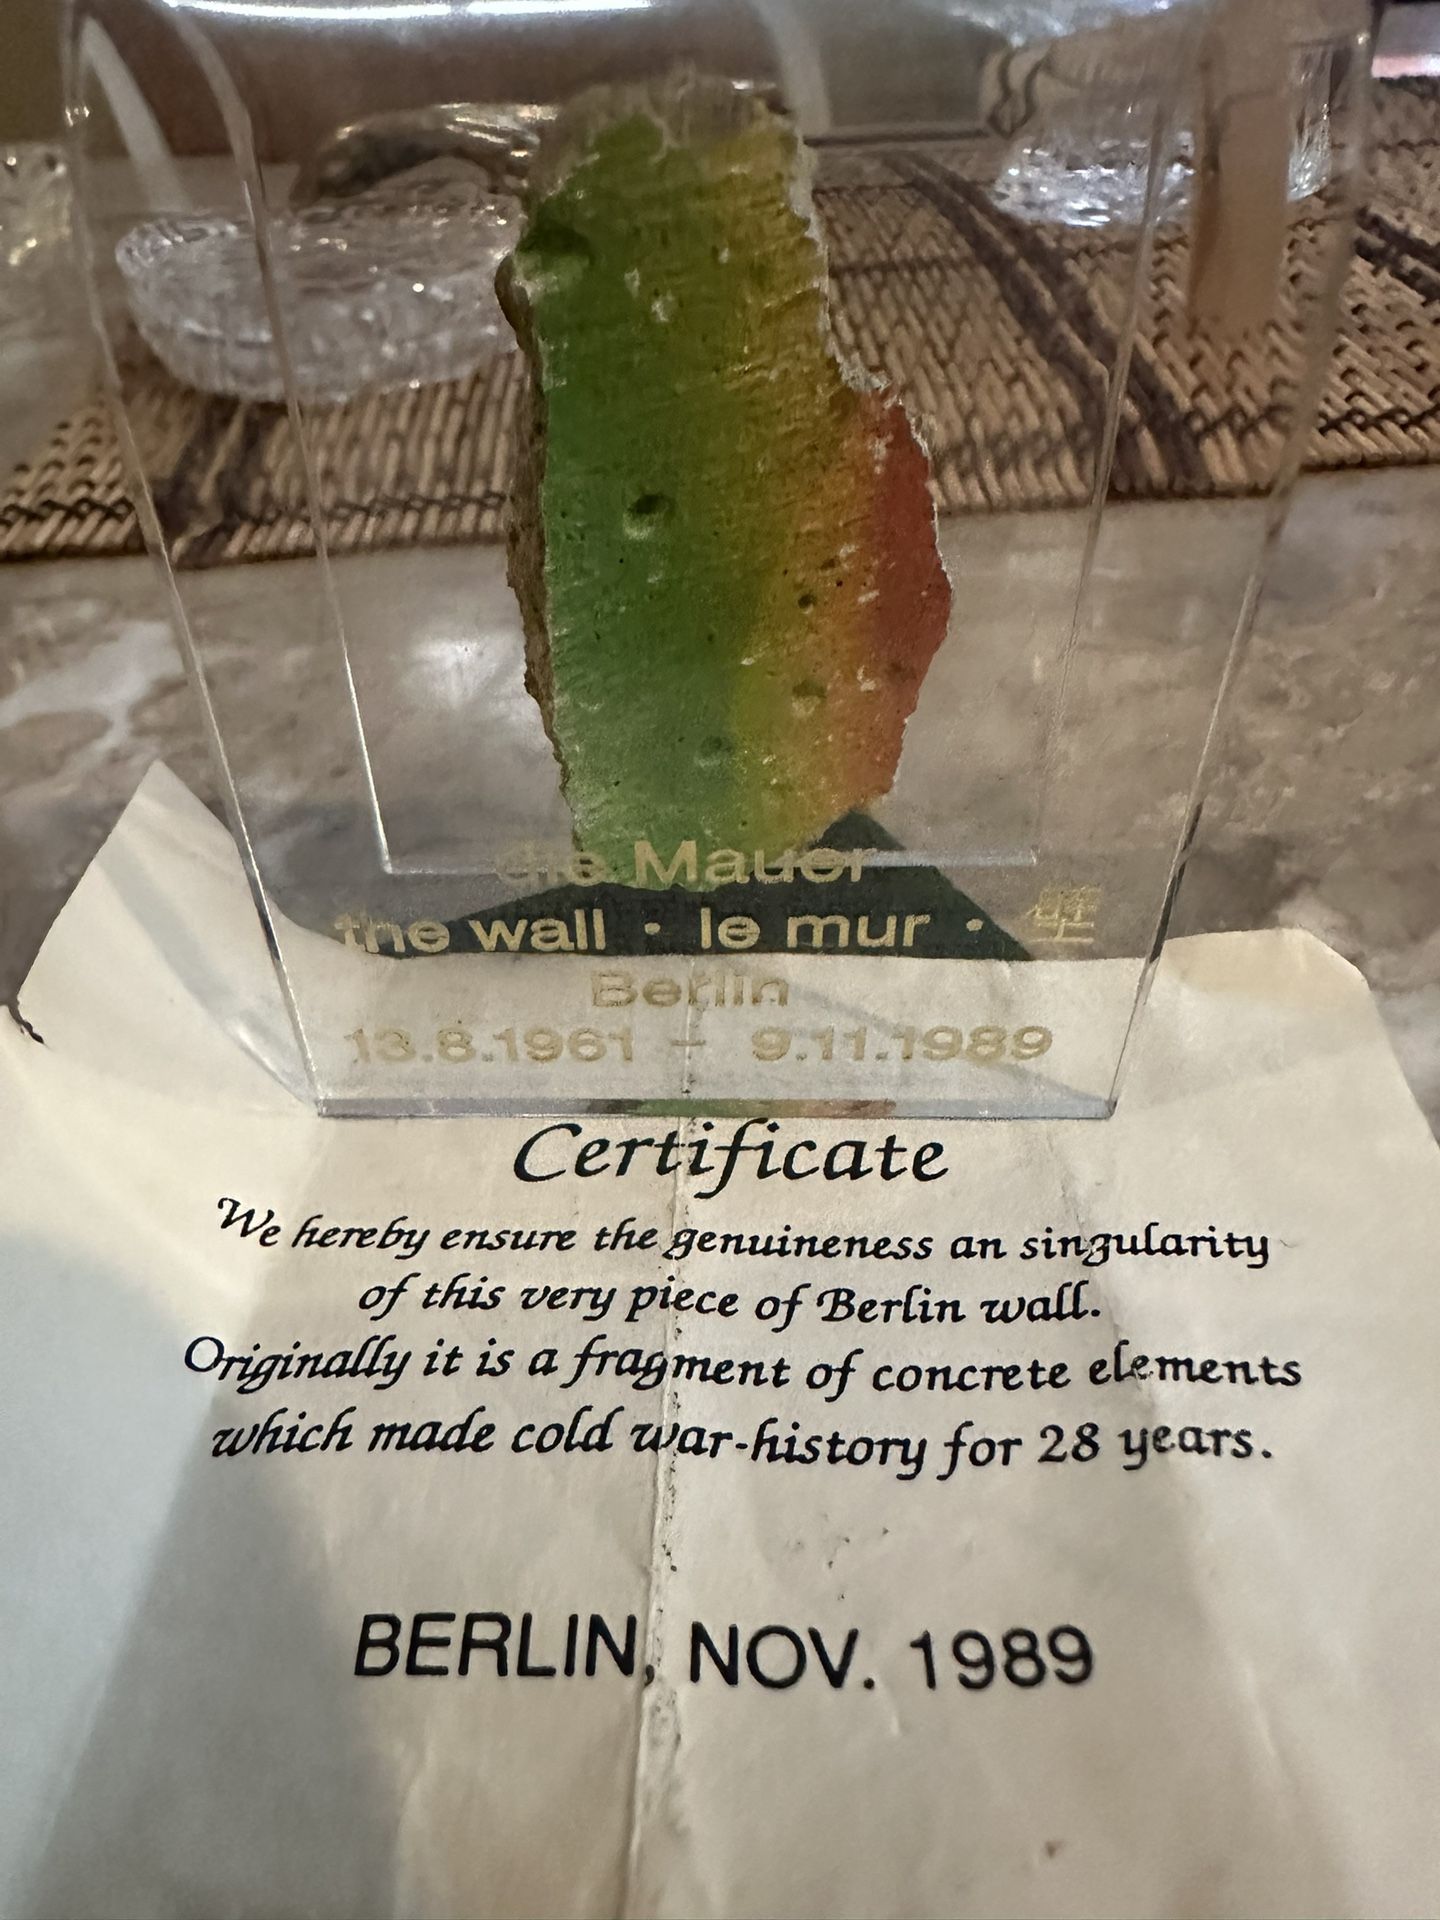 die Mauer
the wall · le mur · 壁
Berlin
13.8.1961 – 9.11.1989
Certificate
We hereby ensure the genuineness an singularity
of this very piece of Berlin wall.
Originally it is a fragment of concrete elements
which made cold war-history for 28 years.
BERLIN, NOV. 1989